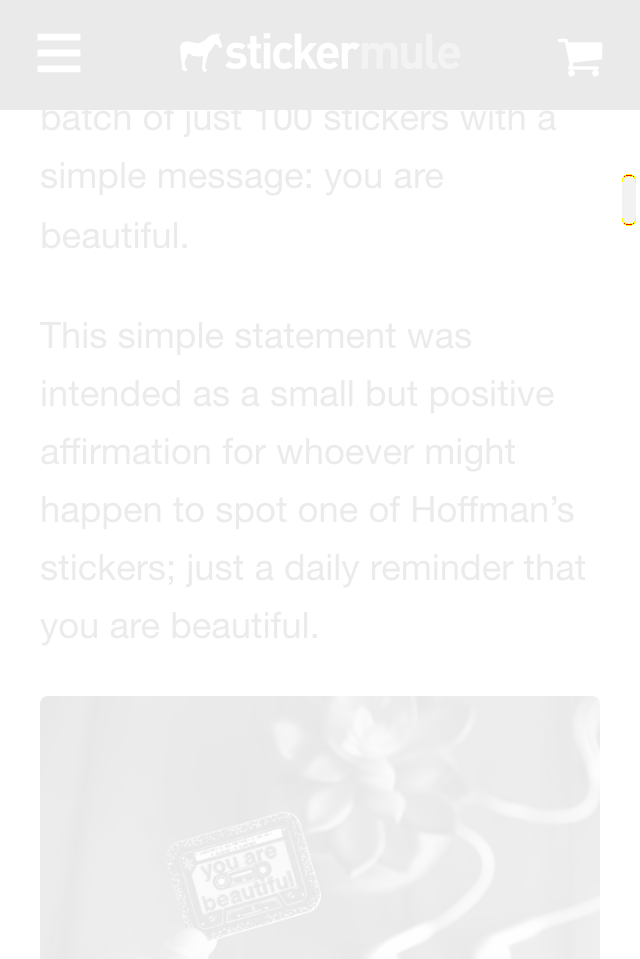 stickermule
batch of just 100 stickers with a
simple message: you are
beautiful.
This simple statement was
intended as a small but positive
affirmation for whoever might
happen to spot one of Hoffman’s
stickers; just a daily reminder that
you are beautiful.
you are
beautiful